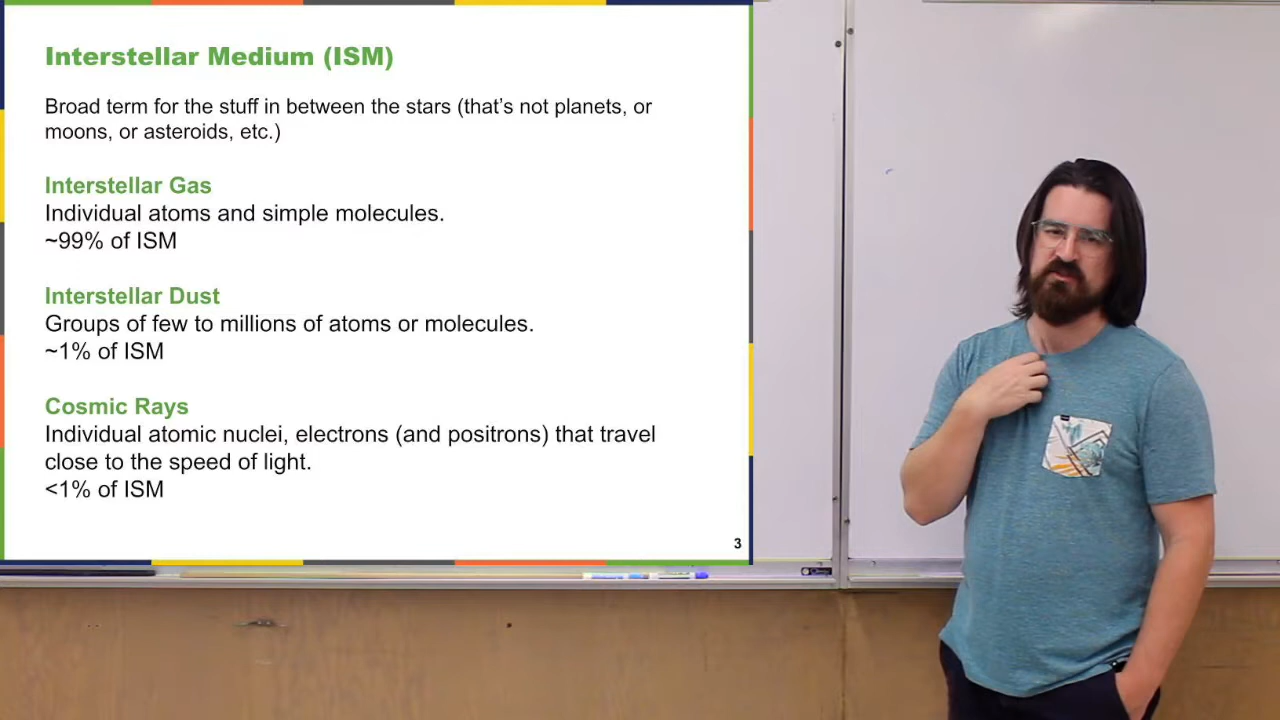 Interstellar Medium (ISM)
Broad term for the stuff in between the stars (that's not planets, or
moons, or asteroids, etc.)
Interstellar Gas
Individual atoms and simple molecules.
~99% of ISM
Interstellar Dust
Groups of few to millions of atoms or molecules.
~1% of ISM
Cosmic Rays
Individual atomic nuclei, electrons (and positrons) that travel
close to the speed of light.
<1% of ISM
3